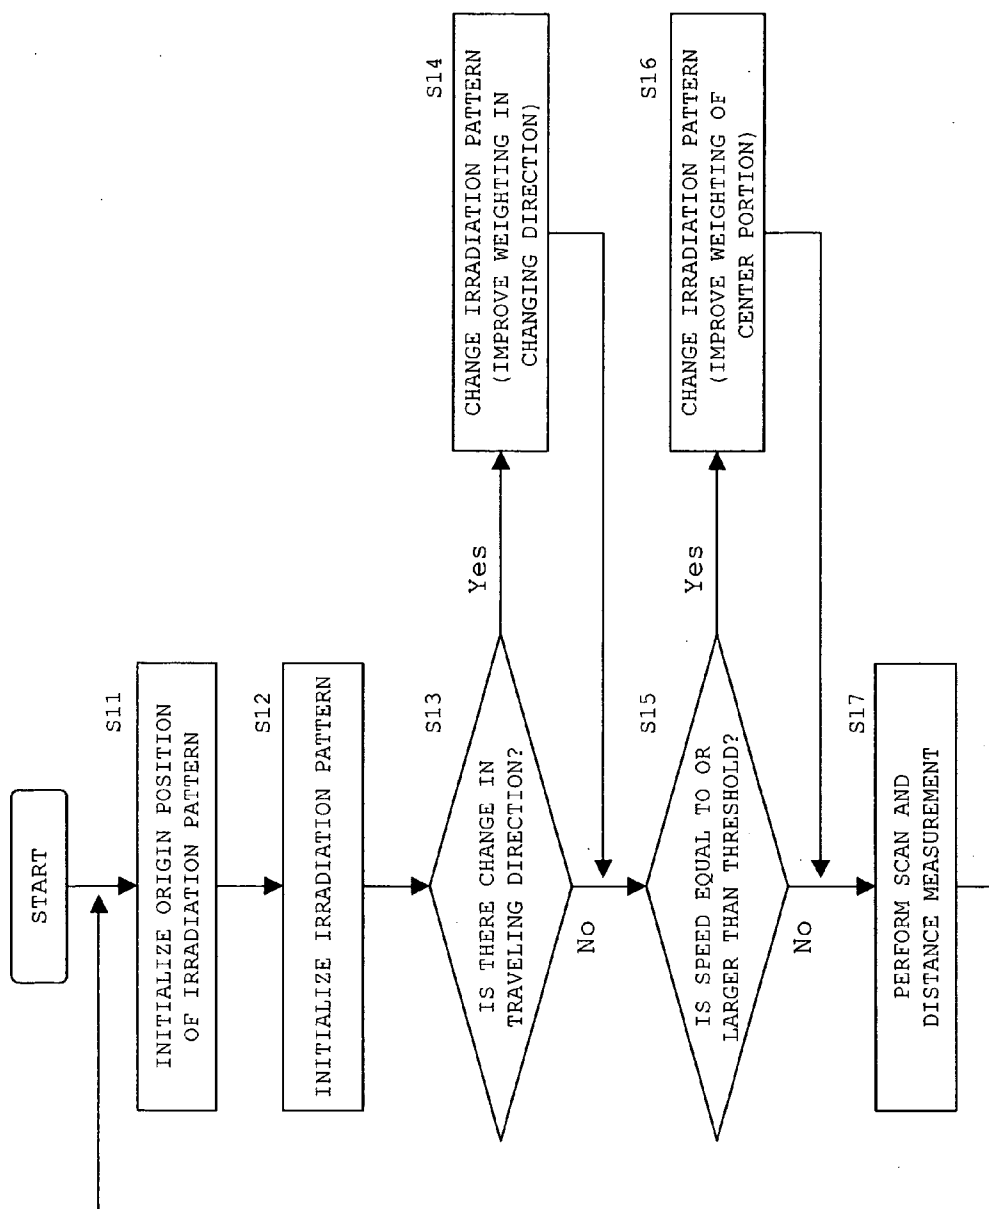 START
S11
INITIALIZE ORIGIN POSITION
OF IRRADIATION PATTERN
S12
INITIALIZE IRRADIATION PATTERN
S13
IS THERE CHANGE IN
TRAVELING DIRECTION?
Yes
No
S14
CHANGE IRRADIATION PATTERN
(IMPROVE WEIGHTING IN
CHANGING DIRECTION)
S15
IS SPEED EQUAL TO OR
LARGER THAN THRESHOLD?
Yes
No
S16
CHANGE IRRADIATION PATTERN
(IMPROVE WEIGHTING OF
CENTER PORTION)
S17
PERFORM SCAN AND
DISTANCE MEASUREMENT